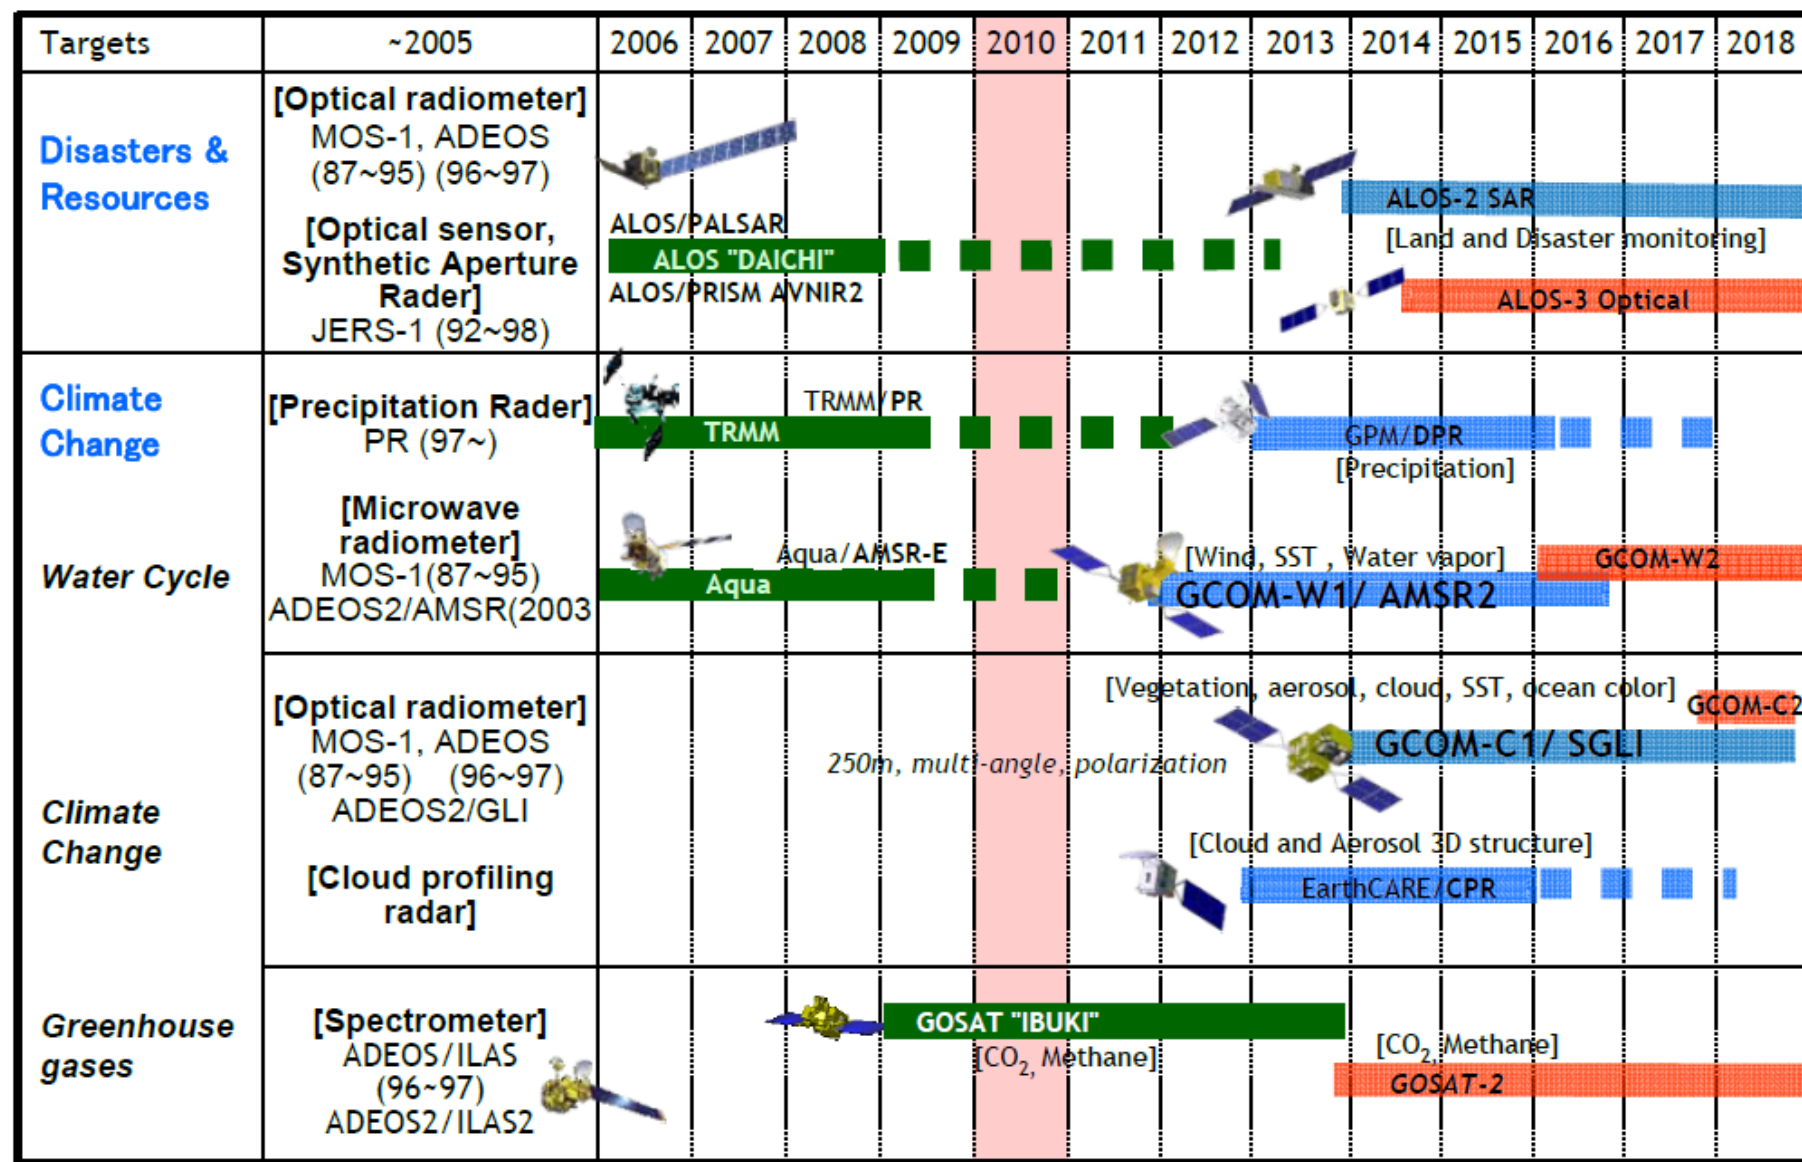 Targets ~2005 2006 2007 2008 2009 2010 2011 2012 2013 2014 2015 2016 2017 2018
Disasters &
Resources
[Optical radiometer]
MOS-1, ADEOS
(87~95) (96~97)
[Optical sensor,
Synthetic Aperture
Rader]
JERS-1 (92~98)
ALOS/PALSAR
ALOS "DAICHI"
ALOS/PRISM AVNIR2
ALOS-2 SAR
[Land and Disaster monitoring]
ALOS-3 Optical
Climate
Change
Water Cycle
[Precipitation Rader]
PR (97~)
[Microwave
radiometer]
MOS-1(87~95)
ADEOS2/AMSR(2003
TRMM/PR
TRMM
GPM/DPR
[Precipitation]
Aqua/AMSR-E
Aqua
[Wind, SST , Water vapor]
GCOM-W1/ AMSR2
GCOM-W2
Climate
Change
[Optical radiometer]
MOS-1, ADEOS
(87~95) (96~97)
ADEOS2/GLI
[Cloud profiling
radar]
[Vegetation, aerosol, cloud, SST, ocean color]
GCOM-C2
GCOM-C1/ SGLI
250m, multi-angle, polarization
[Cloud and Aerosol 3D structure]
EarthCARE/CPR
Greenhouse
gases
[Spectrometer]
ADEOS/ILAS
(96~97)
ADEOS2/ILAS2
GOSAT "IBUKI"
[CO2, Methane]
[CO2, Methane]
GOSAT-2